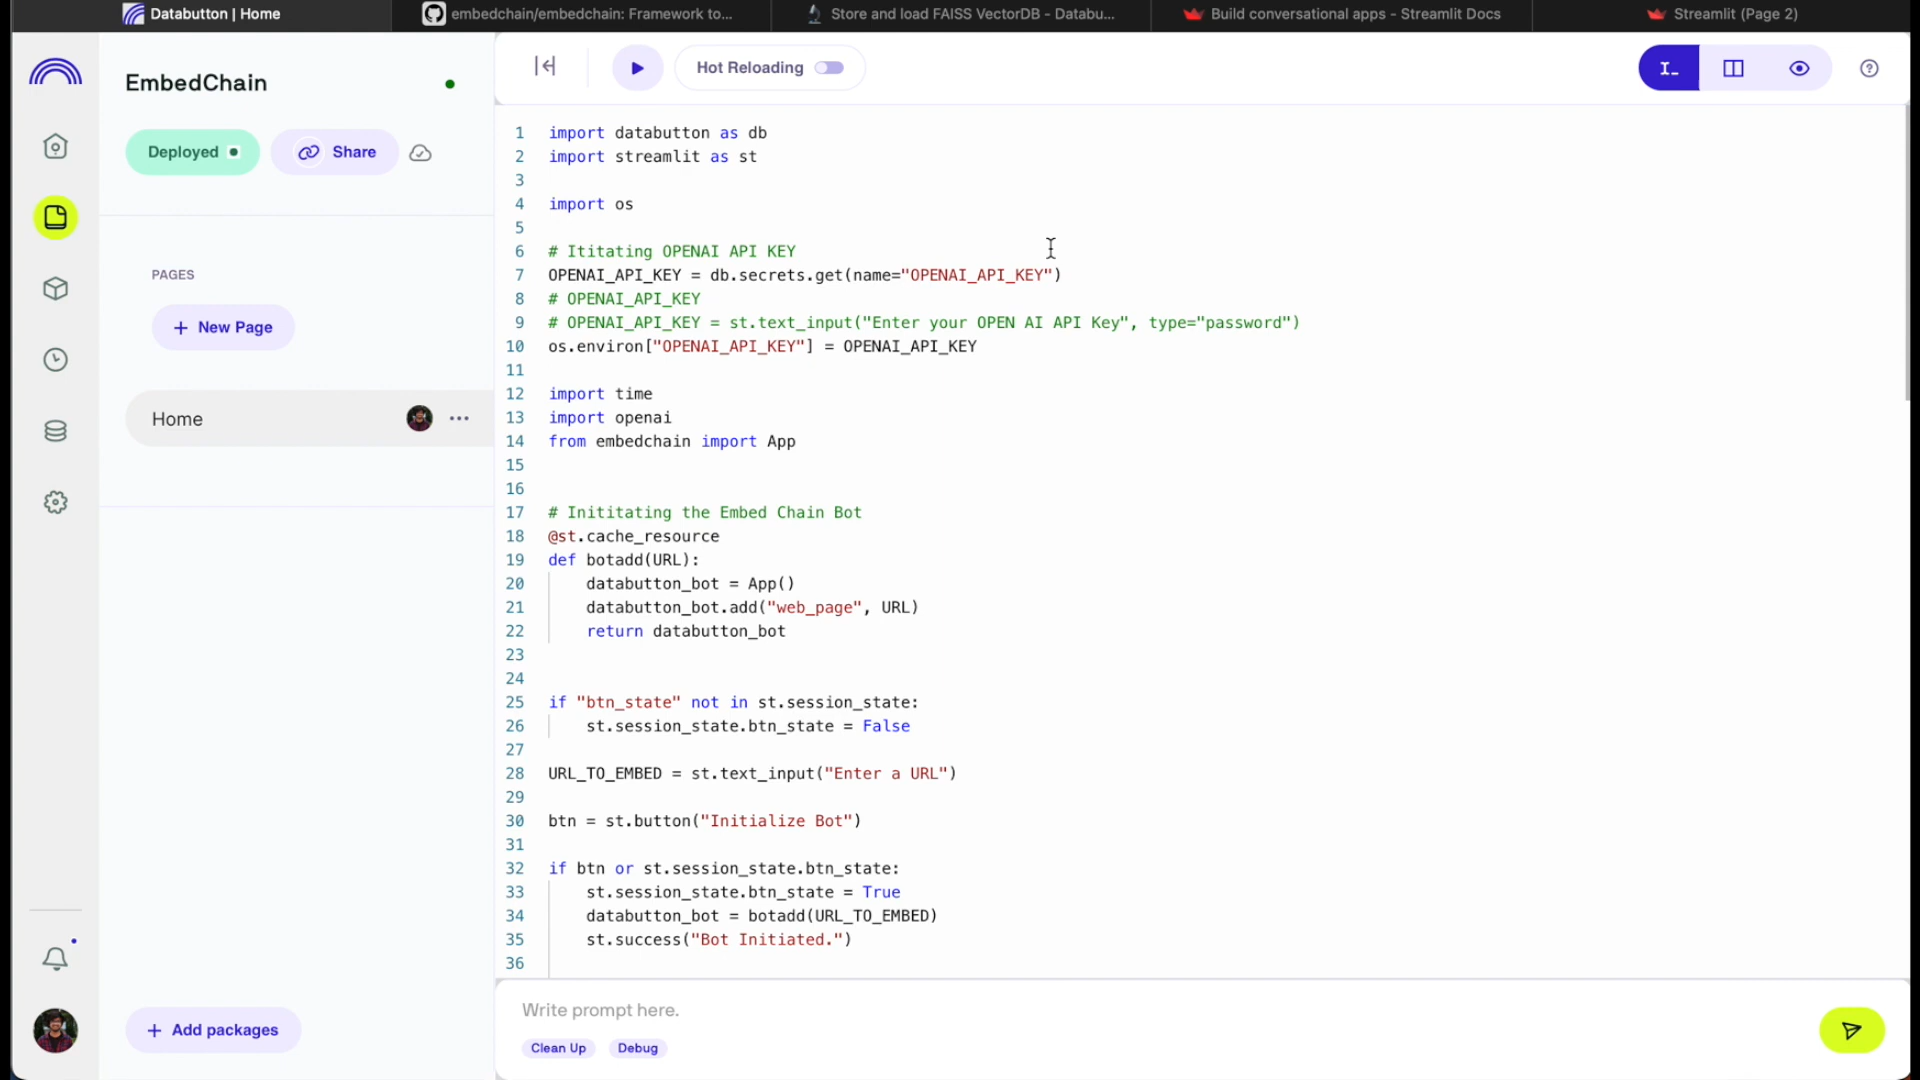 Databutton | Home
embedchain/embedchain: Framework to...
Store and load FAISS VectorDB - Databu...
Build conversational apps - Streamlit Docs
Streamlit (Page 2)
EmbedChain
Deployed
Share
PAGES
+ New Page
Home
+ Add packages
Hot Reloading
1 import databutton as db
2 import streamlit as st
3
4 import os
5
6 # Ititating OPENAI API KEY
7 OPENAI_API_KEY = db.secrets.get(name="OPENAI_API_KEY")
8 # OPENAI_API_KEY
9 # OPENAI_API_KEY = st.text_input("Enter your OPEN AI API Key", type="password")
10 os.environ["OPENAI_API_KEY"] = OPENAI_API_KEY
11
12 import time
13 import openai
14 from embedchain import App
15
16
17 # Inititating the Embed Chain Bot
18 @st.cache_resource
19 def botadd(URL):
20     databutton_bot = App()
21     databutton_bot.add("web_page", URL)
22     return databutton_bot
23
24
25 if "btn_state" not in st.session_state:
26     st.session_state.btn_state = False
27
28 URL_TO_EMBED = st.text_input("Enter a URL")
29
30 btn = st.button("Initialize Bot")
31
32 if btn or st.session_state.btn_state:
33     st.session_state.btn_state = True
34     databutton_bot = botadd(URL_TO_EMBED)
35     st.success("Bot Initiated.")
36
Write prompt here.
Clean Up
Debug